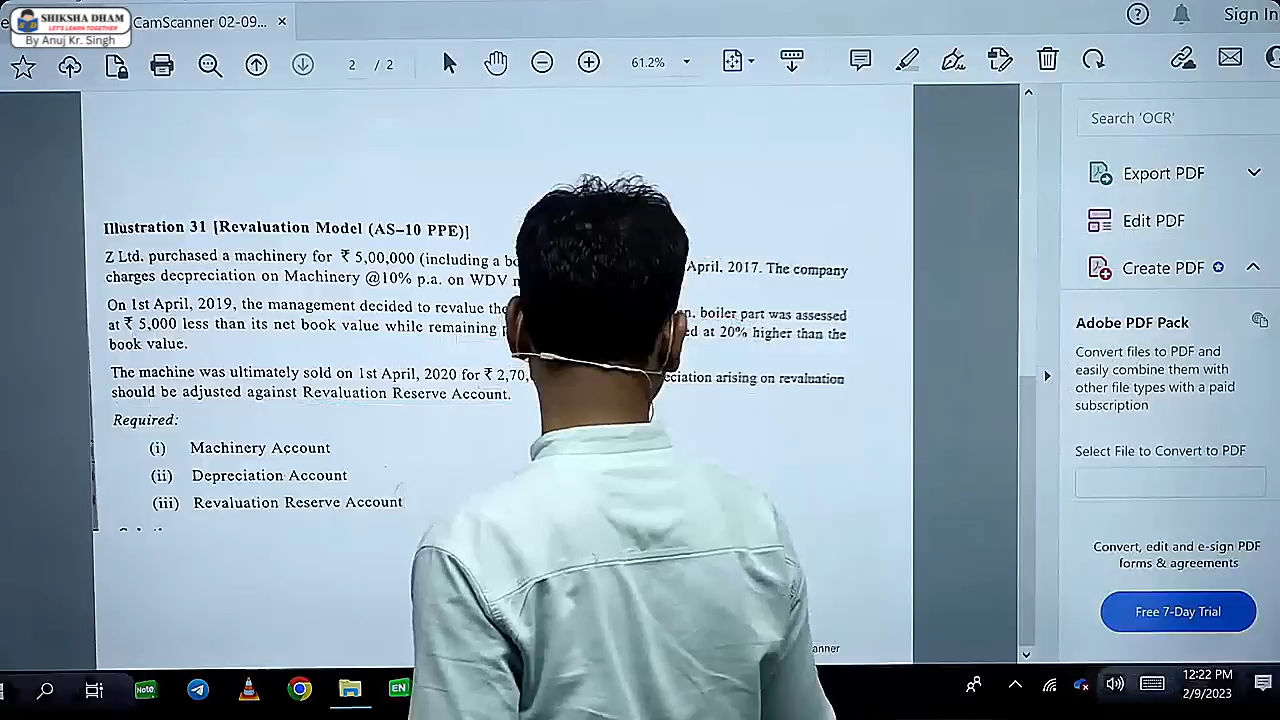 SHIKSHA DHAM
LET'S LEARN TOGETHER
By Anuj Kr. Singh
CamScanner 02-09... ×
Sign In
2 / 2
61.2%
Search 'OCR'
Export PDF
Edit PDF
Create PDF
Adobe PDF Pack
Convert files to PDF and
easily combine them with
other file types with a paid
subscription
Select File to Convert to PDF
Convert, edit and e-sign PDF
forms & agreements
Free 7-Day Trial
Illustration 31 [Revaluation Model (AS–10 PPE)]
Z Ltd. purchased a machinery for ₹ 5,00,000 (including a April, 2017. The company
charges decpreciation on Machinery @10% p.a. on WDV
On 1st April, 2019, the management decided to revalue boiler part was assessed
at ₹ 5,000 less than its net book value while remaining at 20% higher than the
book value.
The machine was ultimately sold on 1st April, 2020 for ₹ 2,70, arising on revaluation
should be adjusted against Revaluation Reserve Account.
Required:
(i) Machinery Account
(ii) Depreciation Account
(iii) Revaluation Reserve Account
Note
EN
12:22 PM
2/9/2023